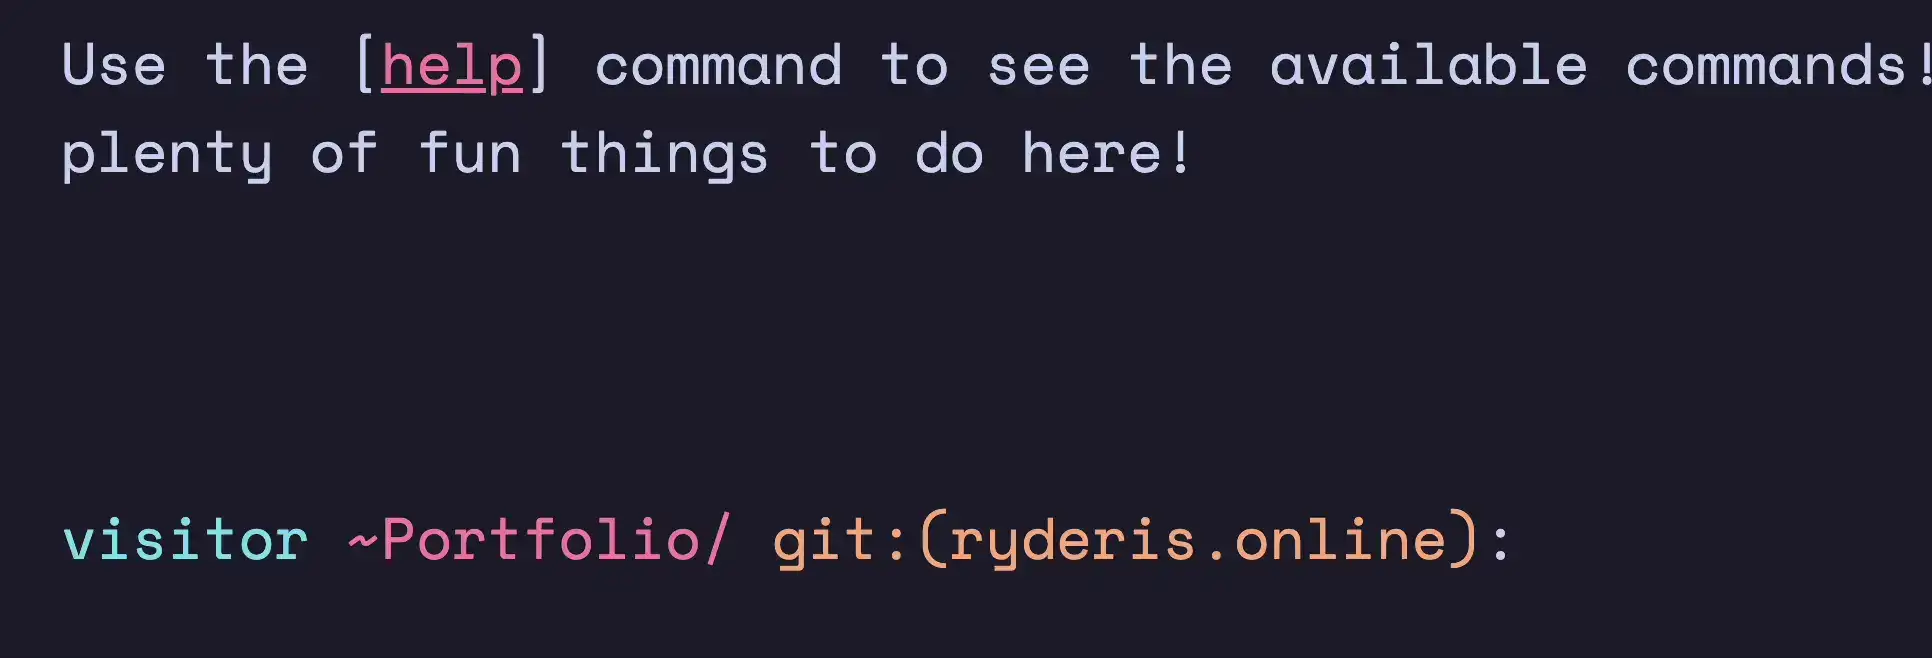 Use the [help] command to see the available commands!
plenty of fun things to do here!
visitor ~Portfolio/ git:(ryderis.online):